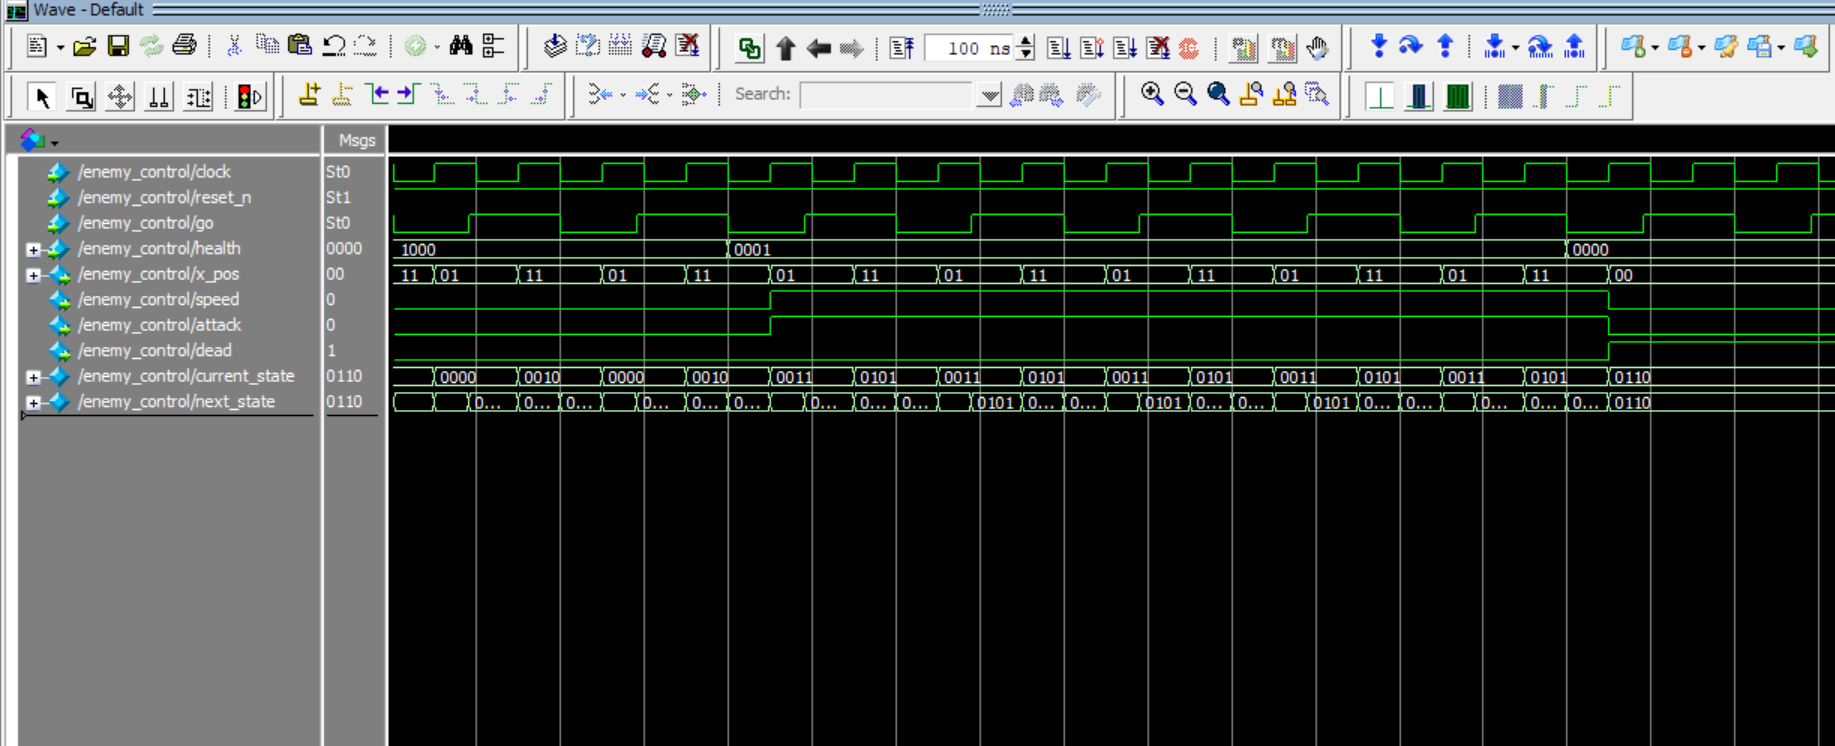 Wave - Default
100 ns
Search:
Msgs
/enemy_control/clock St0
/enemy_control/reset_n St1
/enemy_control/go St0
/enemy_control/health 0000 1000 0001 0000
/enemy_control/x_pos 00 11 01 11 01 11 01 11 01 11 01 11 01 11 01 11 00
/enemy_control/speed 0
/enemy_control/attack 0
/enemy_control/dead 1
/enemy_control/current_state 0110 0000 0010 0000 0010 0011 0101 0011 0101 0011 0101 0011 0101 0011 0101 0110
/enemy_control/next_state 0110 0... 0... 0... 0... 0... 0... 0... 0... 0... 0101 0... 0... 0101 0... 0... 0101 0... 0... 0... 0... 0... 0110